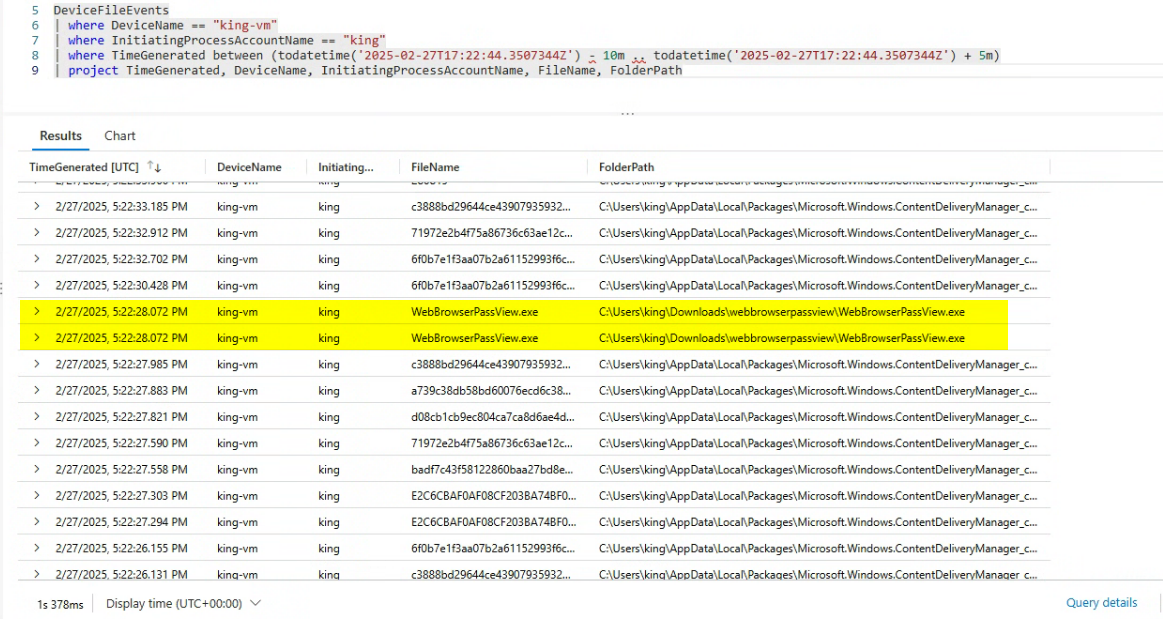 5 DeviceFileEvents
6 | where DeviceName == "king-vm"
7 | where InitiatingProcessAccountName == "king"
8 | where TimeGenerated between (todatetime('2025-02-27T17:22:44.3507344Z') - 10m .. todatetime('2025-02-27T17:22:44.3507344Z') + 5m)
9 | project TimeGenerated, DeviceName, InitiatingProcessAccountName, FileName, FolderPath
...
Results Chart
TimeGenerated [UTC] ↑↓ DeviceName Initiating... FileName FolderPath
king-vm king C:\Users\king\AppData\Local\Packages\Microsoft.Windows.ContentDeliveryManager_c...
> 2/27/2025, 5:22:33.185 PM king-vm king c3888bd29644ce43907935932... C:\Users\king\AppData\Local\Packages\Microsoft.Windows.ContentDeliveryManager_c...
> 2/27/2025, 5:22:32.912 PM king-vm king 71972e2b4f75a86736c63ae12c... C:\Users\king\AppData\Local\Packages\Microsoft.Windows.ContentDeliveryManager_c...
> 2/27/2025, 5:22:32.702 PM king-vm king 6f0b7e1f3aa07b2a61152993f6c... C:\Users\king\AppData\Local\Packages\Microsoft.Windows.ContentDeliveryManager_c...
> 2/27/2025, 5:22:30.428 PM king-vm king 6f0b7e1f3aa07b2a61152993f6c... C:\Users\king\AppData\Local\Packages\Microsoft.Windows.ContentDeliveryManager_c...
> 2/27/2025, 5:22:28.072 PM king-vm king WebBrowserPassView.exe C:\Users\king\Downloads\webbrowserpassview\WebBrowserPassView.exe
> 2/27/2025, 5:22:28.072 PM king-vm king WebBrowserPassView.exe C:\Users\king\Downloads\webbrowserpassview\WebBrowserPassView.exe
> 2/27/2025, 5:22:27.985 PM king-vm king c3888bd29644ce43907935932... C:\Users\king\AppData\Local\Packages\Microsoft.Windows.ContentDeliveryManager_c...
> 2/27/2025, 5:22:27.883 PM king-vm king a739c38db58bd60076ecd6c38... C:\Users\king\AppData\Local\Packages\Microsoft.Windows.ContentDeliveryManager_c...
> 2/27/2025, 5:22:27.821 PM king-vm king d08cb1cb9ec804ca7ca8d6ae4d... C:\Users\king\AppData\Local\Packages\Microsoft.Windows.ContentDeliveryManager_c...
> 2/27/2025, 5:22:27.590 PM king-vm king 71972e2b4f75a86736c63ae12c... C:\Users\king\AppData\Local\Packages\Microsoft.Windows.ContentDeliveryManager_c...
> 2/27/2025, 5:22:27.558 PM king-vm king badf7c43f58122860baa27bd8e... C:\Users\king\AppData\Local\Packages\Microsoft.Windows.ContentDeliveryManager_c...
> 2/27/2025, 5:22:27.303 PM king-vm king E2C6CBAF0AF08CF203BA74BF0... C:\Users\king\AppData\Local\Packages\Microsoft.Windows.ContentDeliveryManager_c...
> 2/27/2025, 5:22:27.294 PM king-vm king E2C6CBAF0AF08CF203BA74BF0... C:\Users\king\AppData\Local\Packages\Microsoft.Windows.ContentDeliveryManager_c...
> 2/27/2025, 5:22:26.155 PM king-vm king 6f0b7e1f3aa07b2a61152993f6c... C:\Users\king\AppData\Local\Packages\Microsoft.Windows.ContentDeliveryManager_c...
> 2/27/2025, 5:22:26.131 PM king-vm king c3888bd29644ce43907935932... C:\Users\king\AppData\Local\Packages\Microsoft.Windows.ContentDeliveryManager_c...
1s 378ms Display time (UTC+00:00) Query details